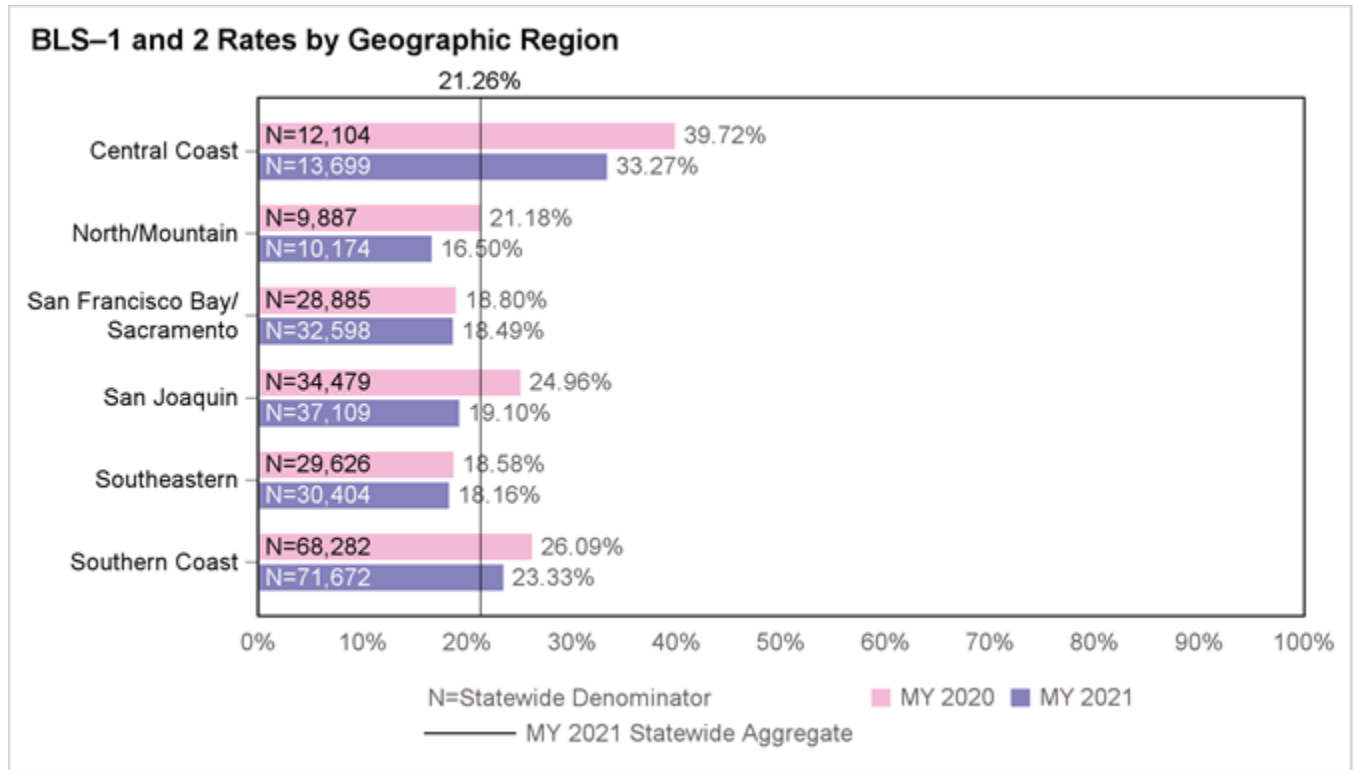 BLS–1 and 2 Rates by Geographic Region
21.26%
Central Coast
N=12,104
39.72%
N=13,699
33.27%
North/Mountain
N=9,887
21.18%
N=10,174
16.50%
San Francisco Bay/
Sacramento
N=28,885
18.80%
N=32,598
18.49%
San Joaquin
N=34,479
24.96%
N=37,109
19.10%
Southeastern
N=29,626
18.58%
N=30,404
18.16%
Southern Coast
N=68,282
26.09%
N=71,672
23.33%
0% 10% 20% 30% 40% 50% 60% 70% 80% 90% 100%
N=Statewide Denominator MY 2020 MY 2021
MY 2021 Statewide Aggregate